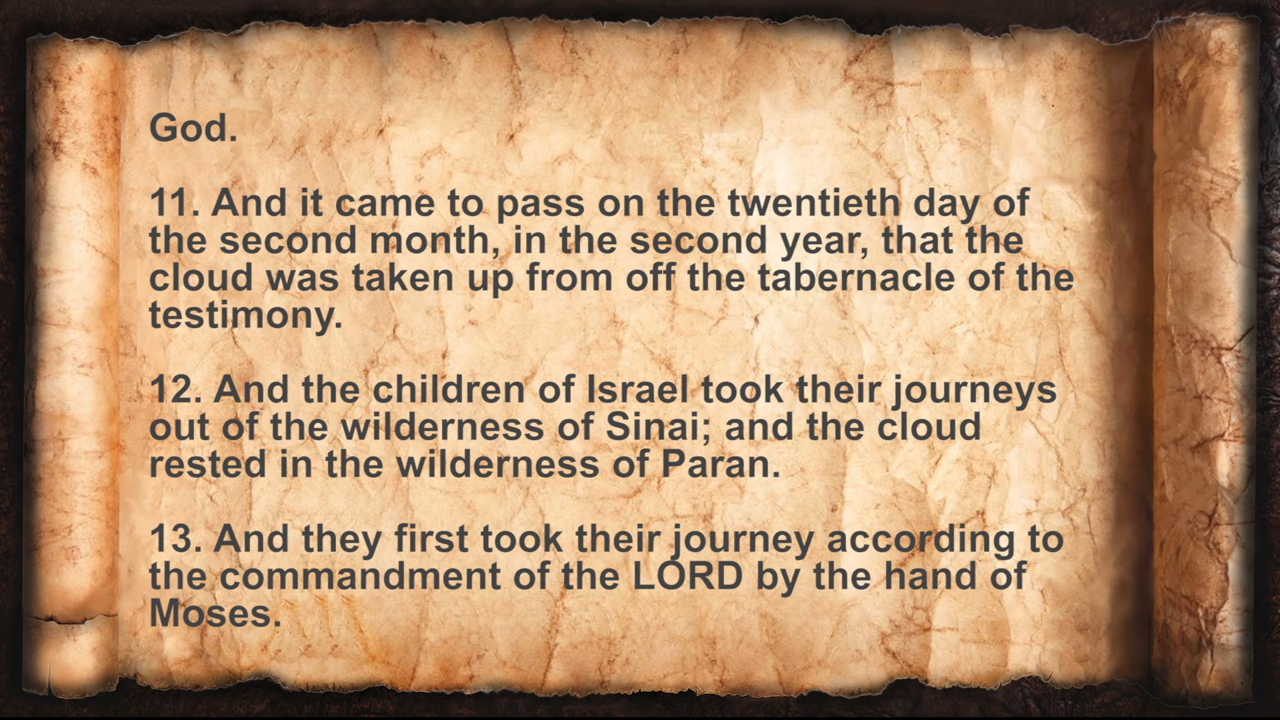 God.
11. And it came to pass on the twentieth day of
the second month, in the second year, that the
cloud was taken up from off the tabernacle of the
testimony.
12. And the children of Israel took their journeys
out of the wilderness of Sinai; and the cloud
rested in the wilderness of Paran.
13. And they first took their journey according to
the commandment of the LORD by the hand of
Moses.